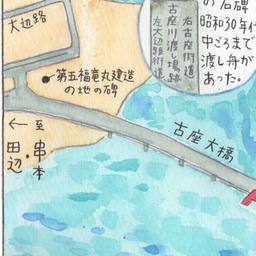 の石碑
昭和30年代
中ごろまで
渡し舟が
あった。
右古座街道
古座川渡し場跡
左大辺路街道
大辺路
第五福竜丸建造
の地の碑
古座大橋
←至串本・田辺